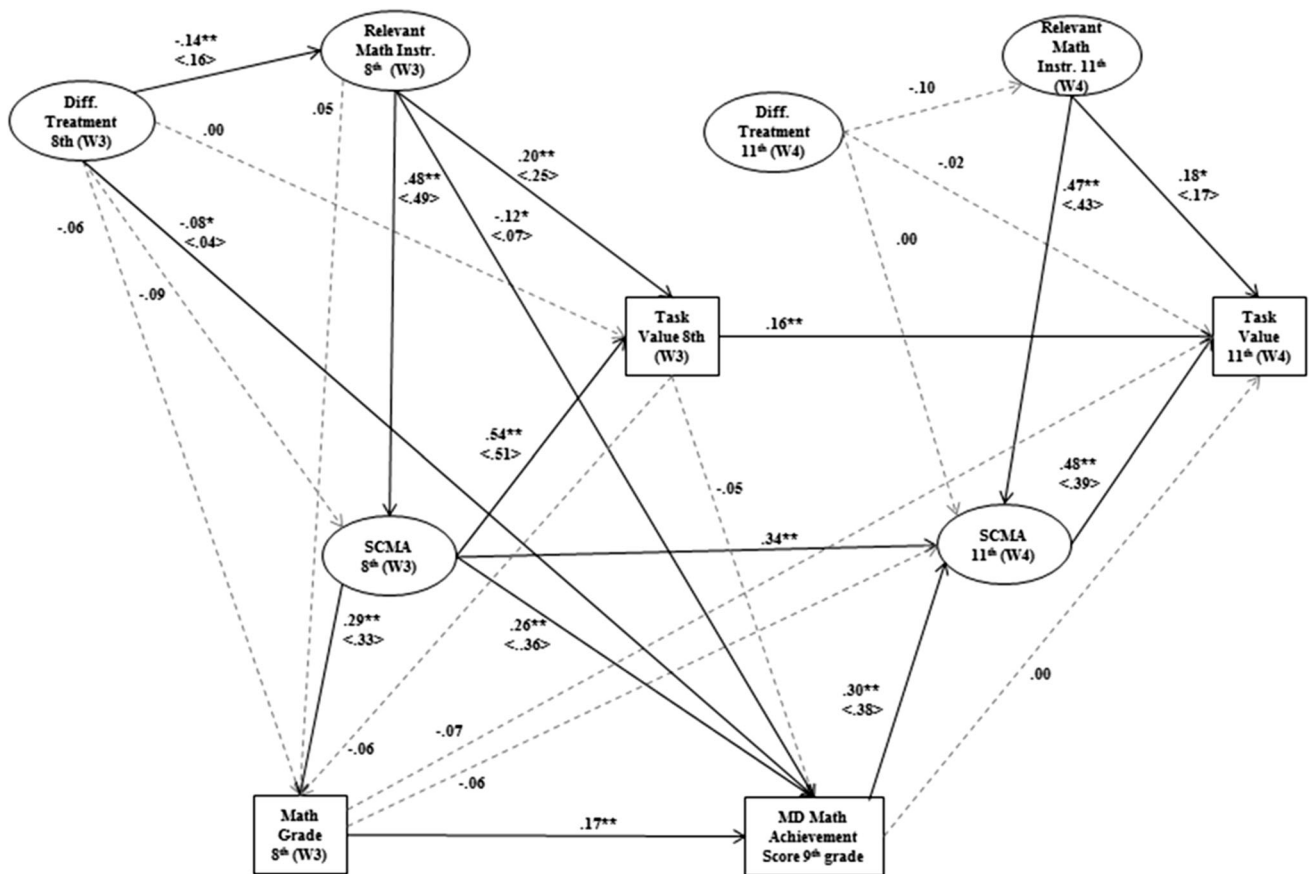 Relevant
Math Instr.
8th (W3)
-.14**
<.16>
Diff.
Treatment
8th (W3)
.05
.00
Relevant
Math
Instr. 11th
(W4)
-.10
Diff.
Treatment
11th (W4)
-.02
.20**
<.25>
.48**
<.49>
-.12*
<.07>
.47**
<.43>
.18*
<.17>
-.06
-.08*
<.04>
.00
-.09
Task
Value 8th
(W3)
.16**
Task
Value
11th (W4)
.54**
<.51>
-.05
.48**
<.39>
SCMA
8th (W3)
.34**
SCMA
11th (W4)
.29**
<.33>
.26**
<..36>
.30**
<.38>
.00
-.06
-.07
-.06
Math
Grade
8th (W3)
.17**
MD Math
Achievement
Score 9th grade